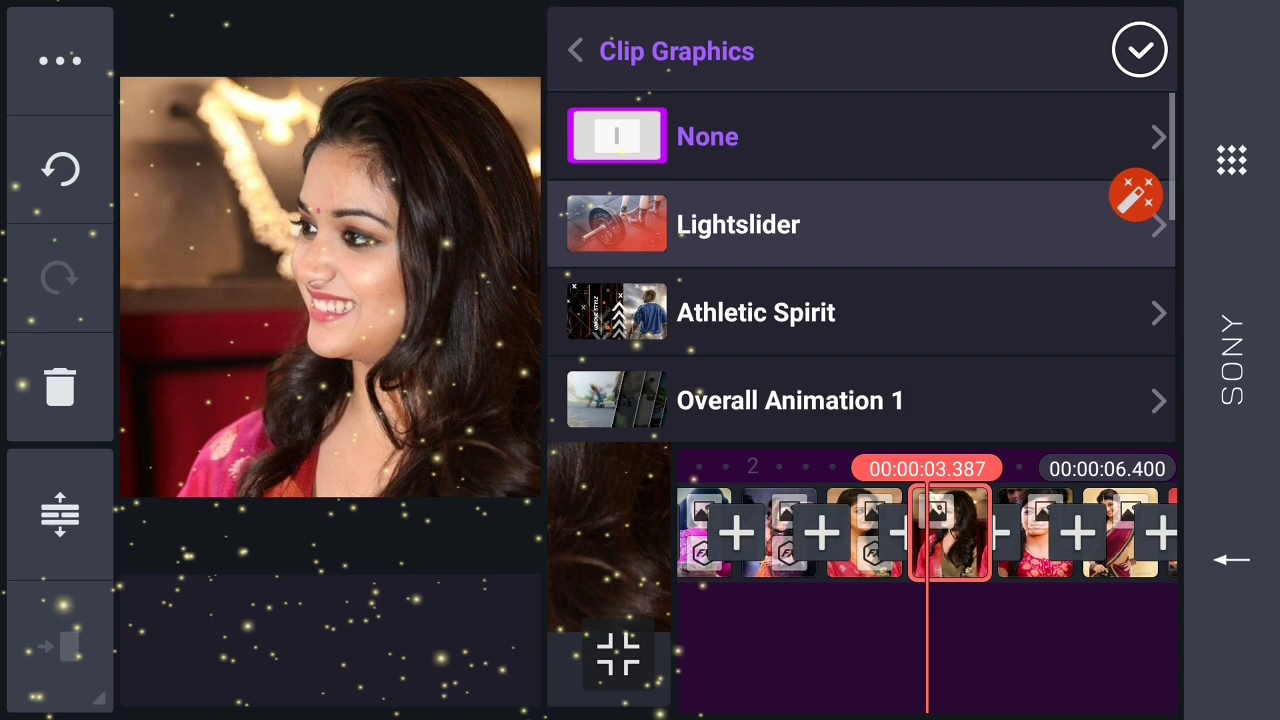 Clip Graphics
None
Lightslider
Athletic Spirit
Overall Animation 1
2
00:00:03.387
00:00:06.400
SONY